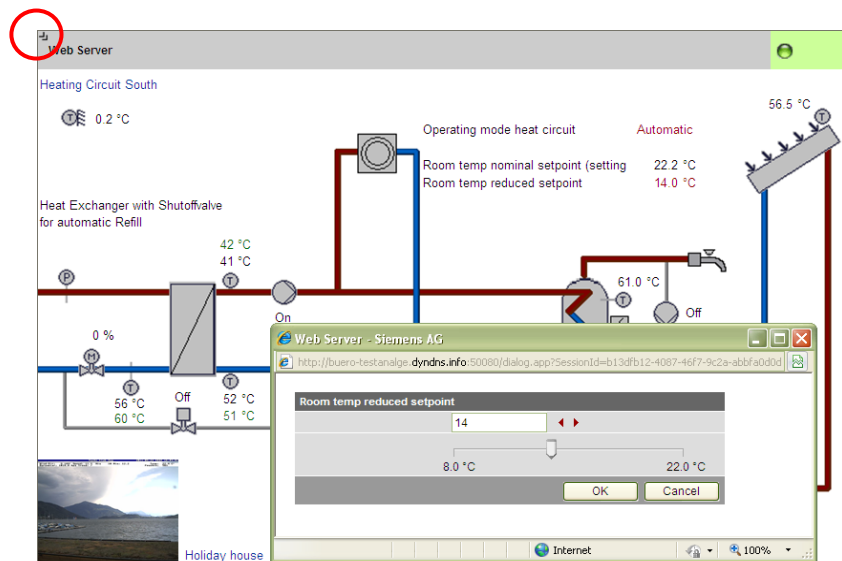 Web Server
Heating Circuit South
T 0.2 °C
56.5 °C
T
Operating mode heat circuit Automatic
Room temp nominal setpoint (setting 22.2 °C
Room temp reduced setpoint 14.0 °C
Heat Exchanger with Shutoffvalve
for automatic Refill
42 °C
41 °C
P
T
61.0 °C
T
On
Off
0 %
M
T
T
56 °C
Off
52 °C
60 °C
51 °C
Holiday house
Web Server - Siemens AG
http://buero-testanalge.dyndns.info:50080/dialog.app?SessionId=b13dfb12-4087-46f7-9c2a-abbfa0d0d
Room temp reduced setpoint
14
8.0 °C 22.0 °C
OK Cancel
Internet 100%